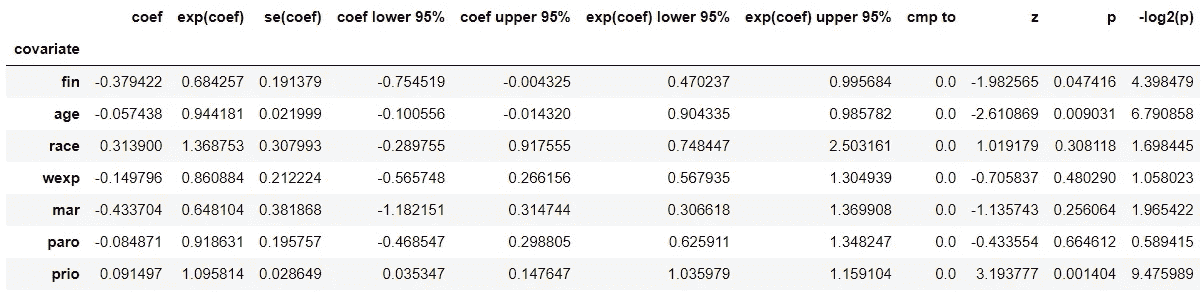 coef exp(coef) se(coef) coef lower 95% coef upper 95% exp(coef) lower 95% exp(coef) upper 95% cmp to z p -log2(p)
covariate
fin -0.379422 0.684257 0.191379 -0.754519 -0.004325 0.470237 0.995684 0.0 -1.982565 0.047416 4.398479
age -0.057438 0.944181 0.021999 -0.100556 -0.014320 0.904335 0.985782 0.0 -2.610869 0.009031 6.790858
race 0.313900 1.368753 0.307993 -0.289755 0.917555 0.748447 2.503161 0.0 1.019179 0.308118 1.698445
wexp -0.149796 0.860884 0.212224 -0.565748 0.266156 0.567935 1.304939 0.0 -0.705837 0.480290 1.058023
mar -0.433704 0.648104 0.381868 -1.182151 0.314744 0.306618 1.369908 0.0 -1.135743 0.256064 1.965422
paro -0.084871 0.918631 0.195757 -0.468547 0.298805 0.625911 1.348247 0.0 -0.433554 0.664612 0.589415
prio 0.091497 1.095814 0.028649 0.035347 0.147647 1.035979 1.159104 0.0 3.193777 0.001404 9.475989